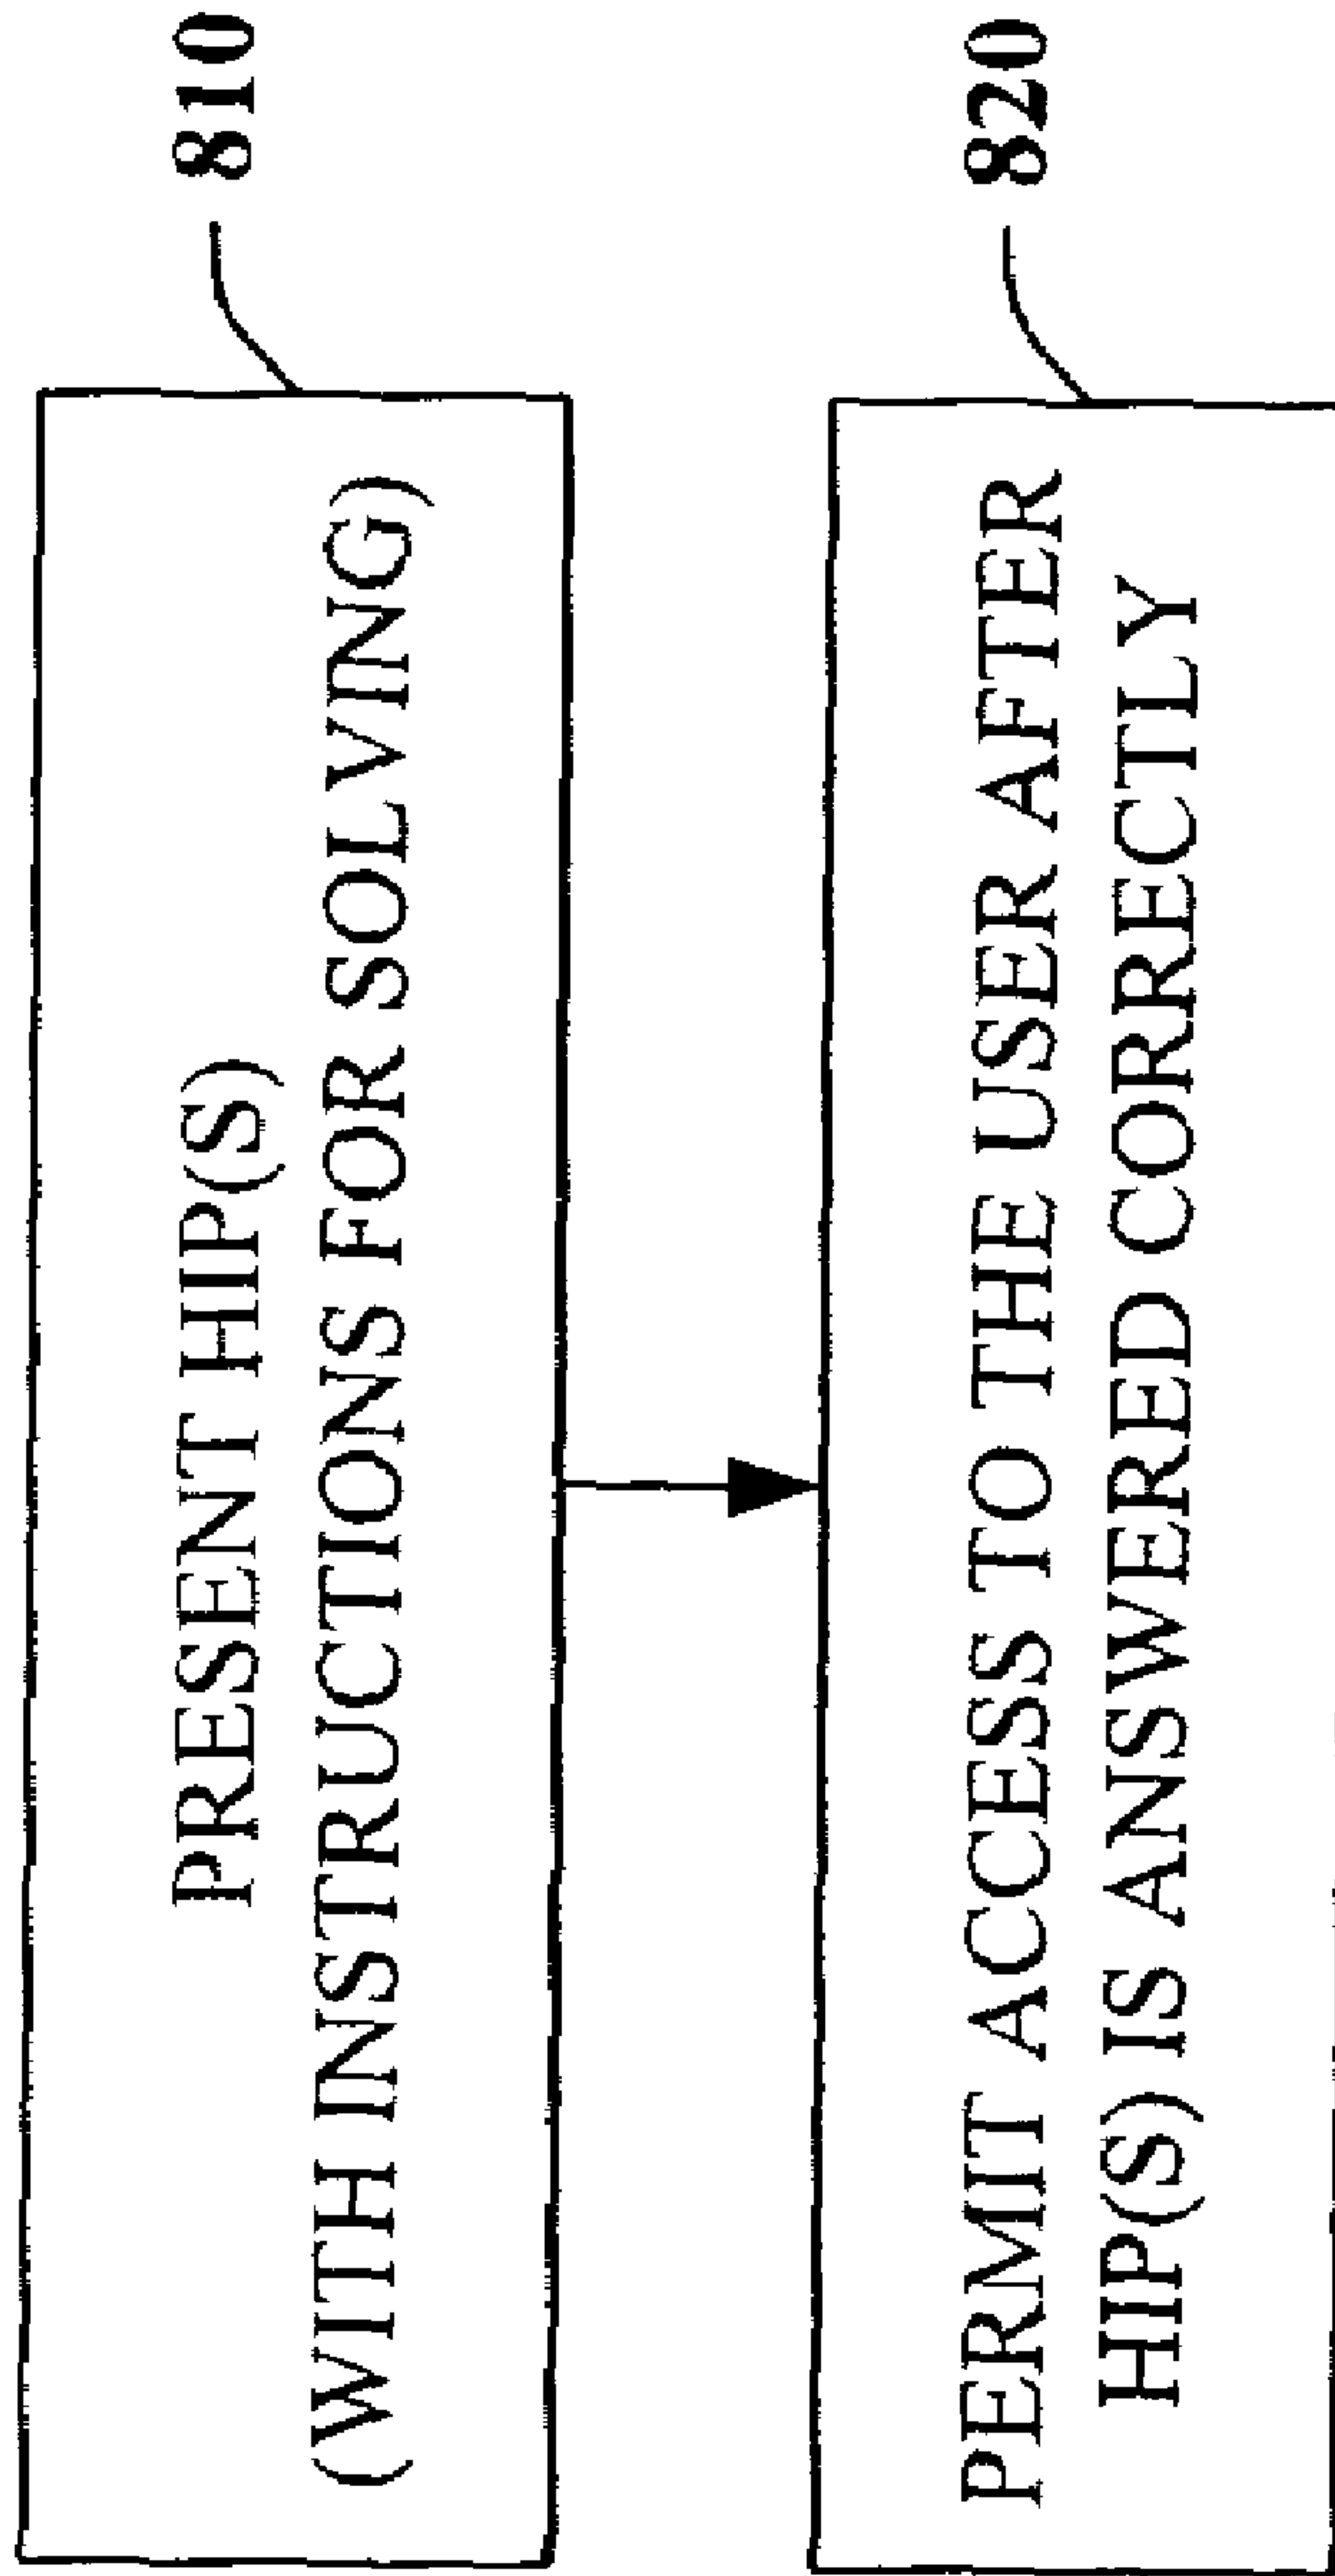 PRESENT HIP(S)
(WITH INSTRUCTIONS FOR SOLVING)
810
PERMIT ACCESS TO THE USER AFTER
HIP(S) IS ANSWERED CORRECTLY
820